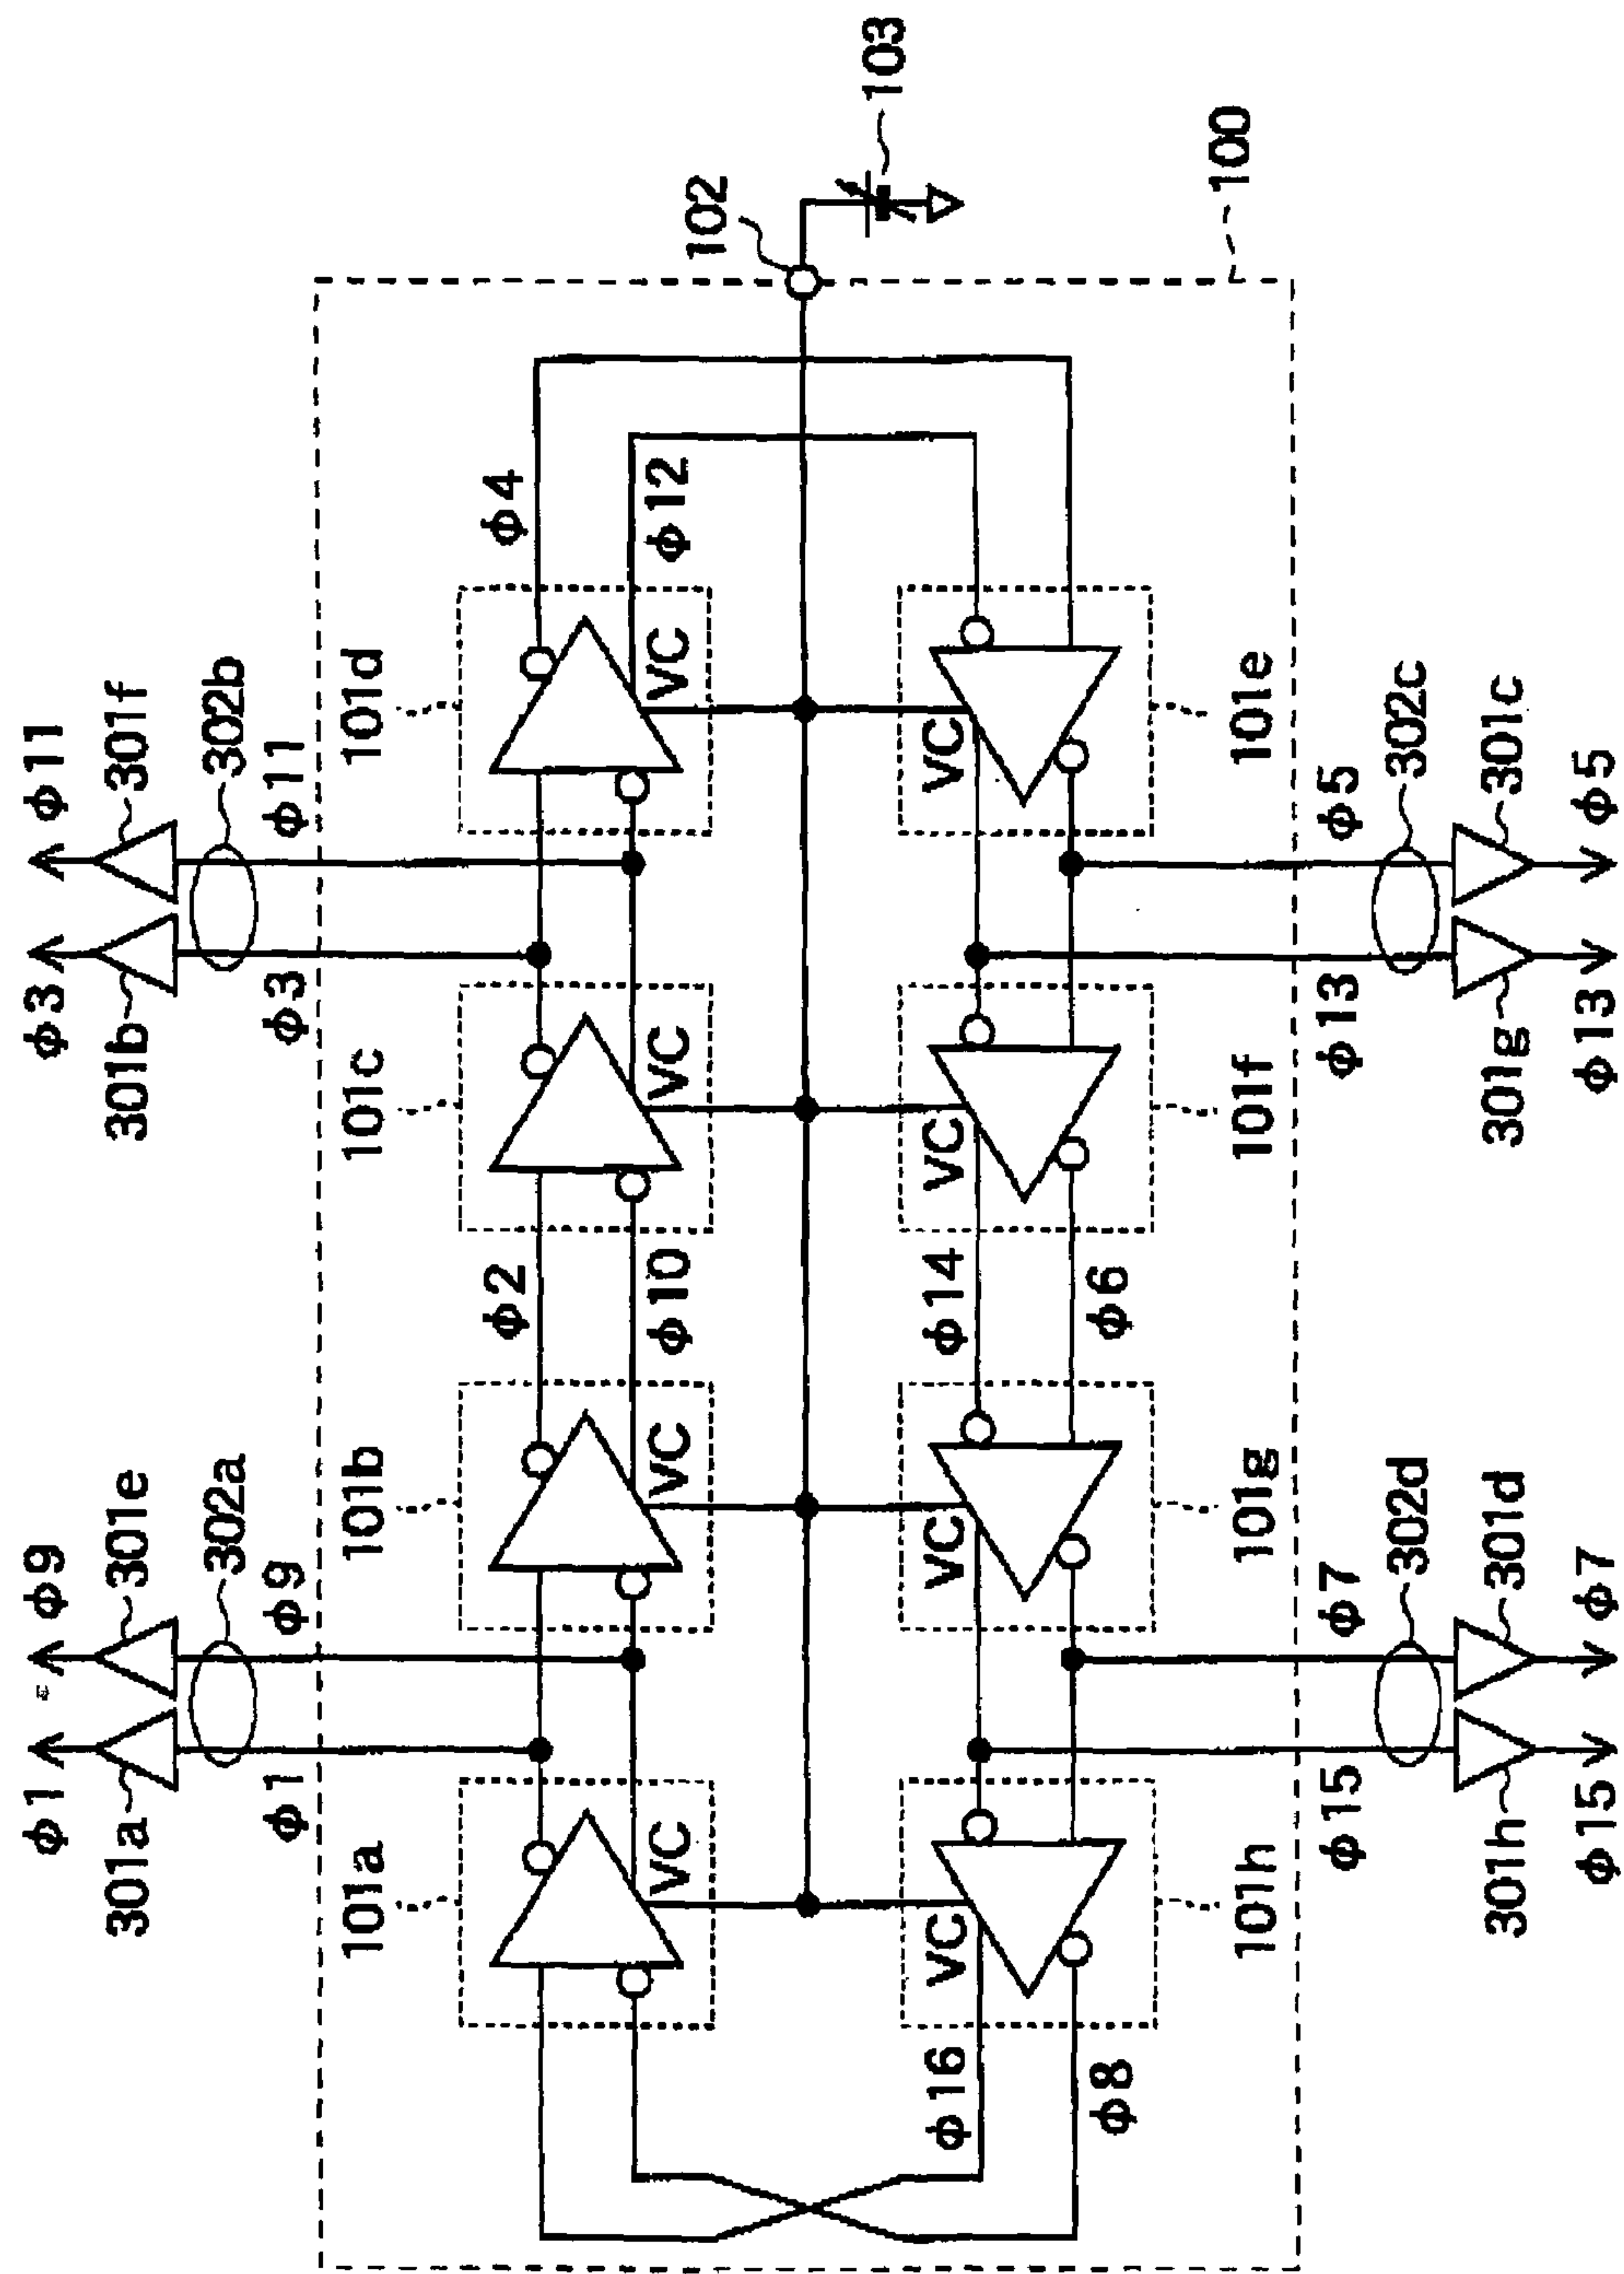 φ1 φ9 φ3 φ11
301a 301e 301b 301f
302a 302b
φ1 φ9 φ3 φ11
101a 101b 101c 101d
φ2 φ4
VC VC φ10 VC VC φ12
102
103
φ16 VC VC φ14 VC VC
φ8 φ6
100
101h 101g 101f 101e
φ15 φ7 φ13 φ5
302d 302c
301h 301d 301g 301c
φ15 φ7 φ13 φ5